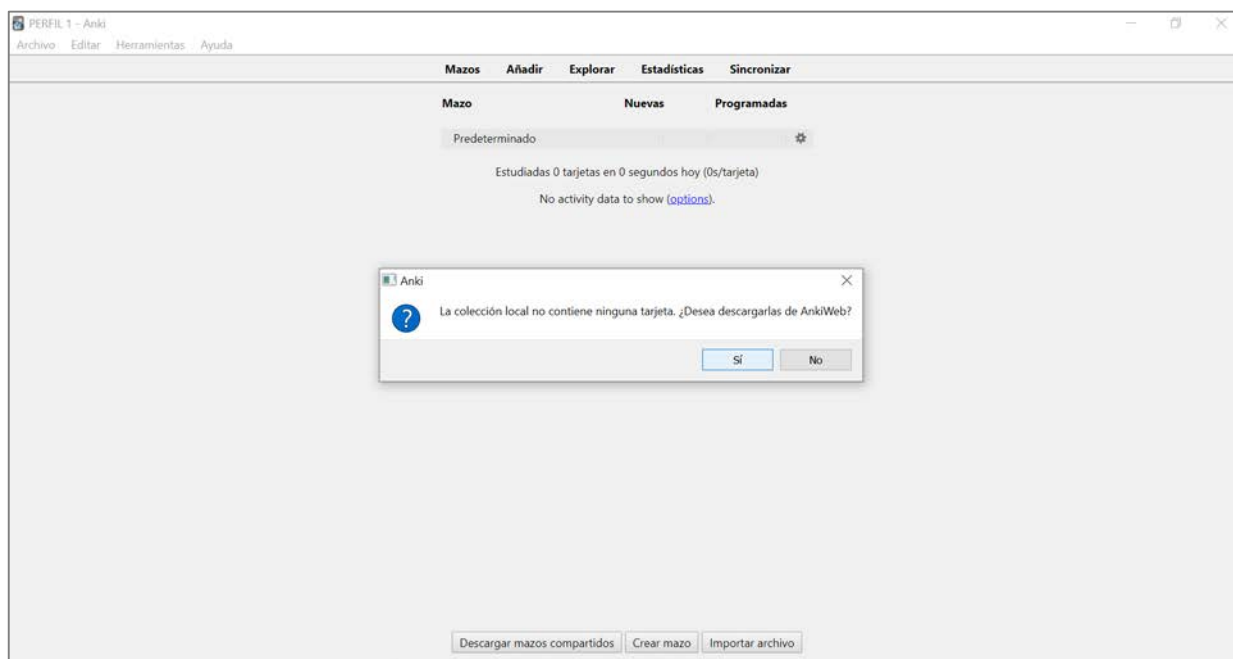 PERFIL 1 - Anki
Archivo Editar Herramientas Ayuda
Mazos Añadir Explorar Estadísticas Sincronizar
Mazo Nuevas Programadas
Predeterminado
Estudiadas 0 tarjetas en 0 segundos hoy (0s/tarjeta)
No activity data to show (options).
Anki
La colección local no contiene ninguna tarjeta. ¿Desea descargarlas de AnkiWeb?
Sí No
Descargar mazos compartidos Crear mazo Importar archivo